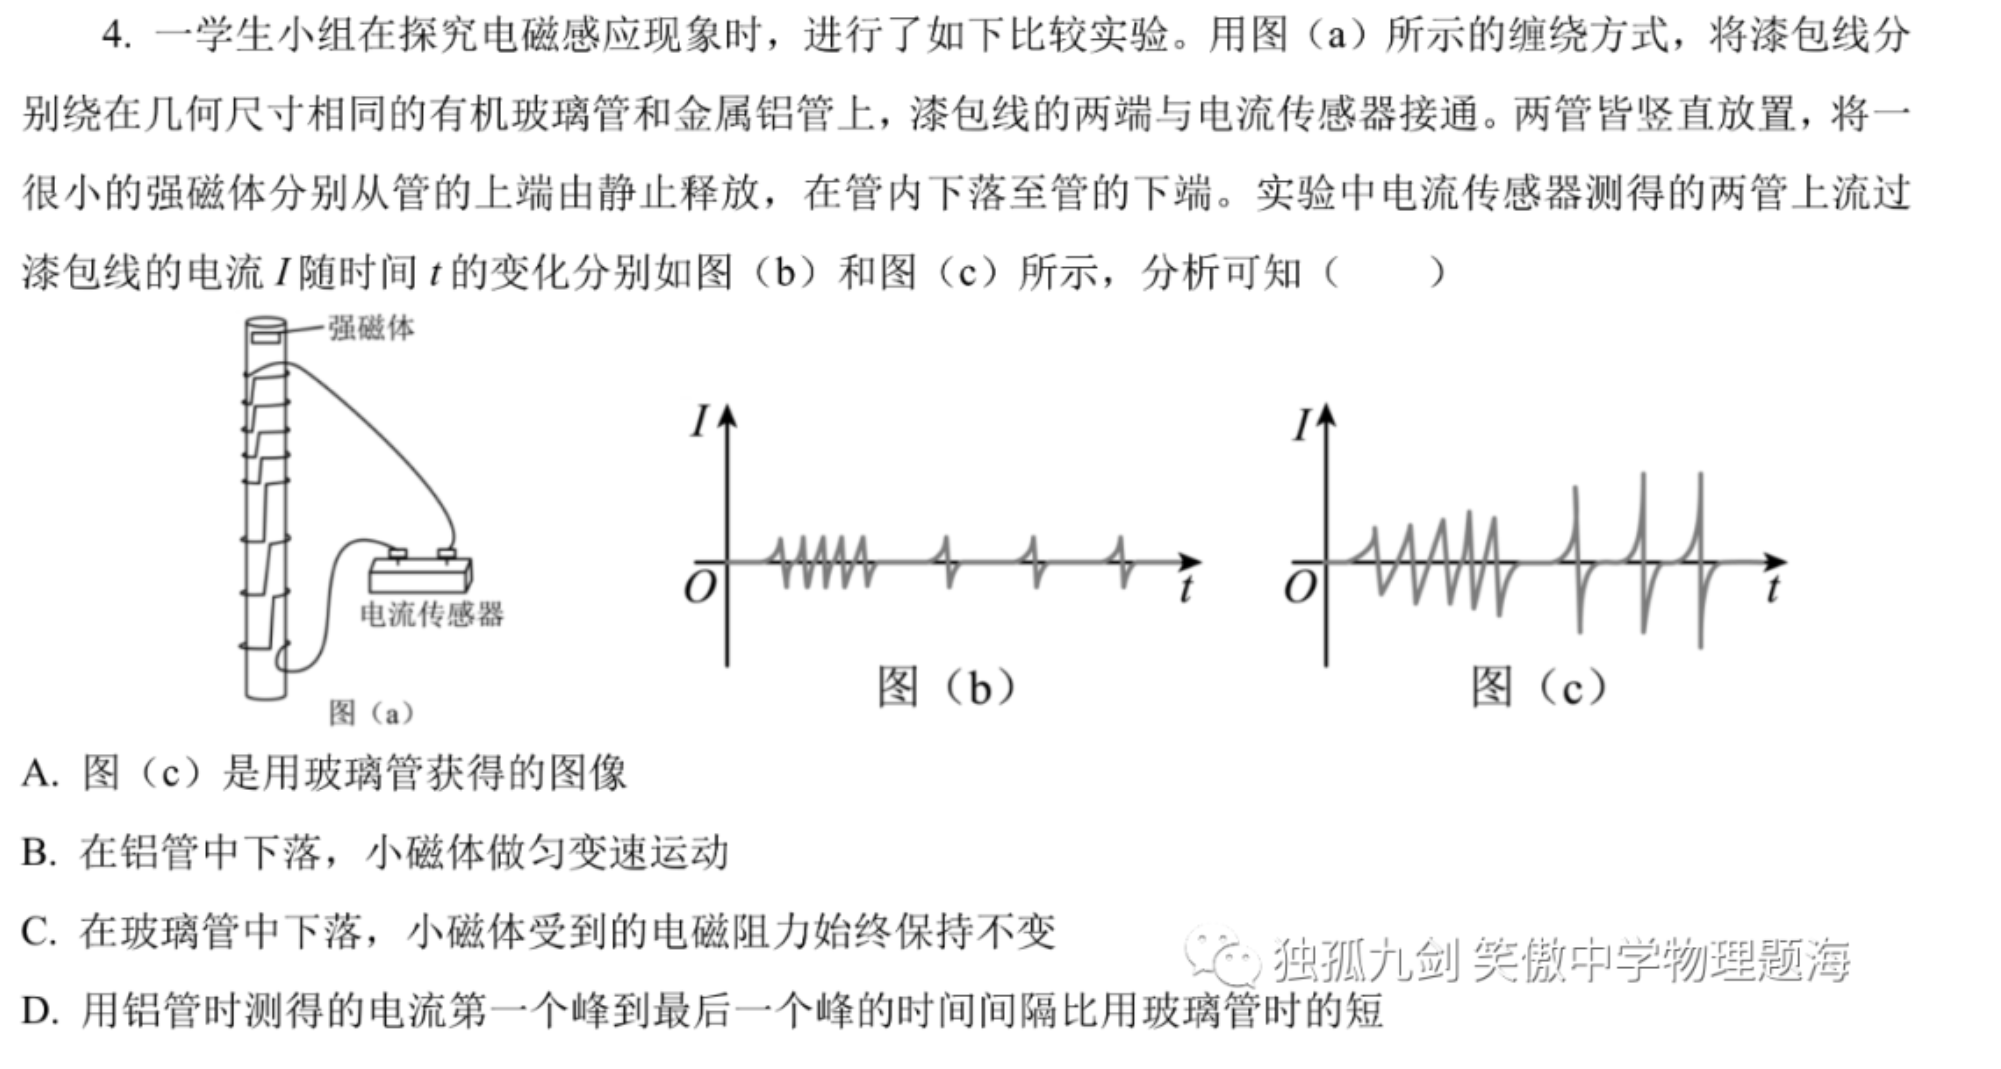 4. 一学生小组在探究电磁感应现象时，进行了如下比较实验。用图（a）所示的缠绕方式，将漆包线分
别绕在几何尺寸相同的有机玻璃管和金属铝管上，漆包线的两端与电流传感器接通。两管皆竖直放置，将一
很小的强磁体分别从管的上端由静止释放，在管内下落至管的下端。实验中电流传感器测得的两管上流过
漆包线的电流 I 随时间 t 的变化分别如图（b）和图（c）所示，分析可知（　　）
强磁体
电流传感器
图（a）
I
O
t
图（b）
I
O
t
图（c）
A. 图（c）是用玻璃管获得的图像
B. 在铝管中下落，小磁体做匀变速运动
C. 在玻璃管中下落，小磁体受到的电磁阻力始终保持不变
独孤九剑 笑傲中学物理题海
D. 用铝管时测得的电流第一个峰到最后一个峰的时间间隔比用玻璃管时的短